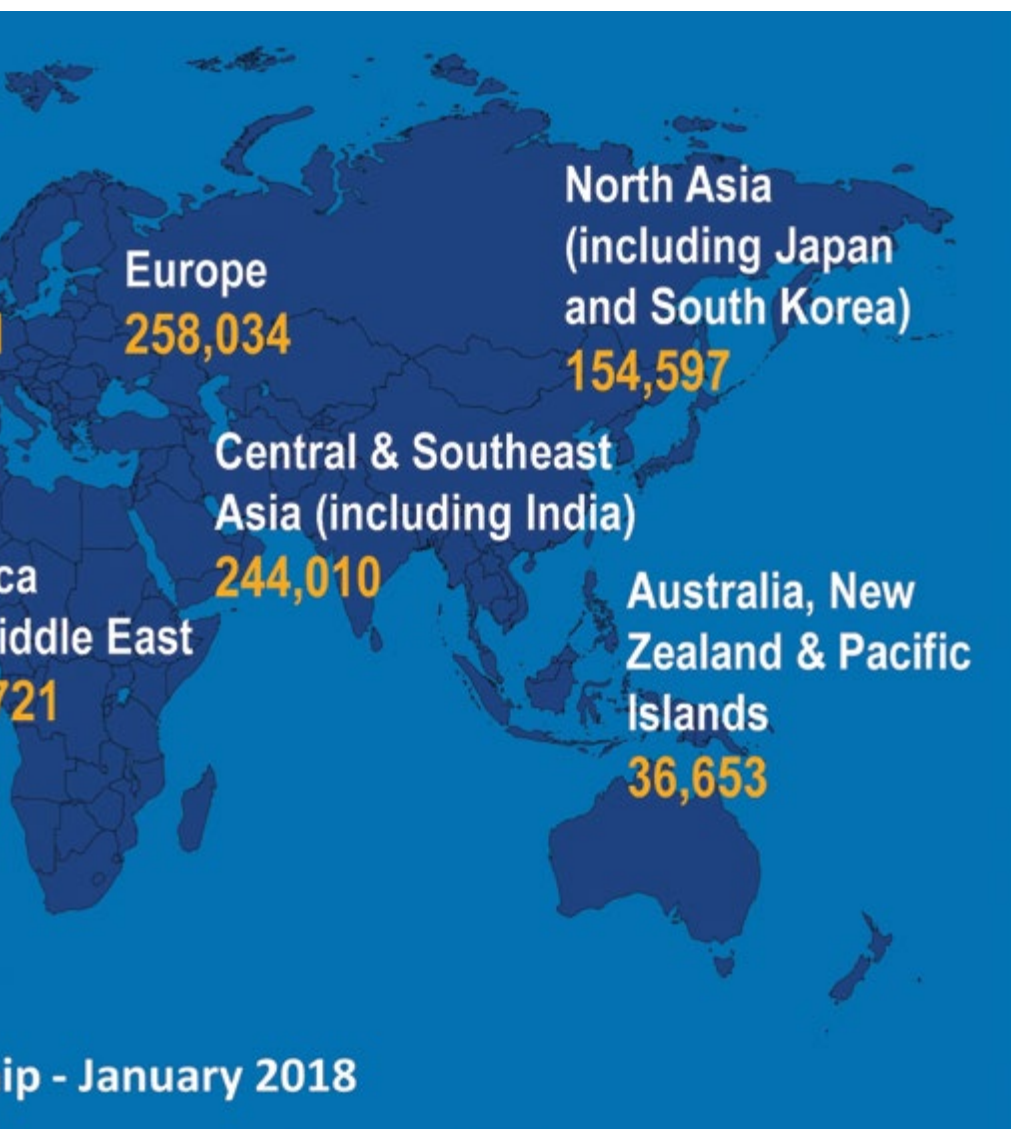 North Asia
(including Japan
and South Korea)
154,597
Europe
258,034
Central & Southeast
Asia (including India)
244,010
ca
iddle East
721
Australia, New
Zealand & Pacific
Islands
36,653
ip - January 2018